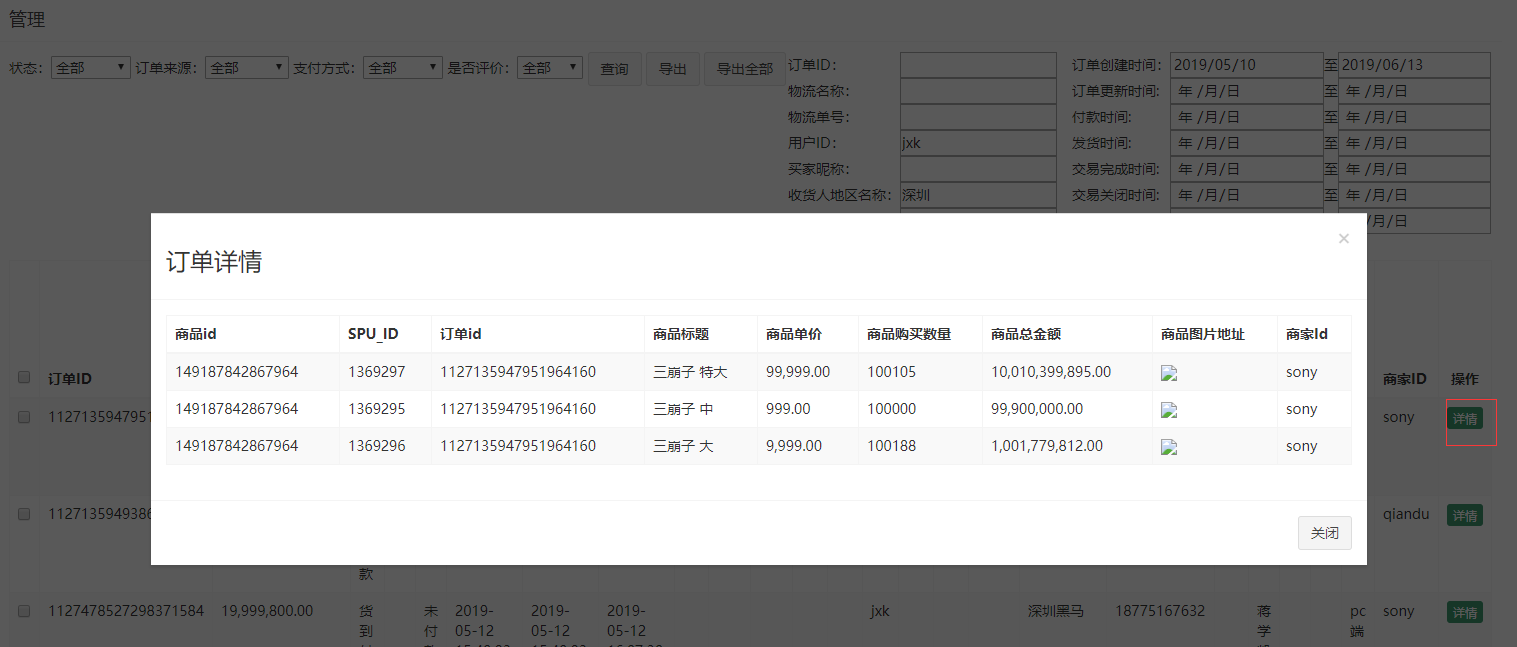 管理
状态： 全部 订单来源： 全部 支付方式： 全部 是否评价： 全部 查询 导出 导出全部
订单ID： 订单创建时间： 2019/05/10 至 2019/06/13
物流名称： 订单更新时间: 年 /月/日 至 年 /月/日
物流单号： 付款时间: 年 /月/日 至 年 /月/日
用户ID： jxk 发货时间: 年 /月/日 至 年 /月/日
买家昵称： 交易完成时间: 年 /月/日 至 年 /月/日
收货人地区名称： 深圳 交易关闭时间: 年 /月/日 至 年 /月/日
/月/日
×
订单详情
商品id SPU_ID 订单id 商品标题 商品单价 商品购买数量 商品总金额 商品图片地址 商家Id
149187842867964 1369297 1127135947951964160 三崩子 特大 99,999.00 100105 10,010,399,895.00 sony
149187842867964 1369295 1127135947951964160 三崩子 中 999.00 100000 99,900,000.00 sony
149187842867964 1369296 1127135947951964160 三崩子 大 9,999.00 100188 1,001,779,812.00 sony
关闭
订单ID 商家ID 操作
1127135947951 sony 详情
112713594938 qiandu 详情
款
1127478527298371584 19,999,800.00 货 未 2019- 2019- 2019- jxk 深圳黑马 18775167632 蒋 pc sony 详情
到 付 05-12 05-12 05-12 学 端